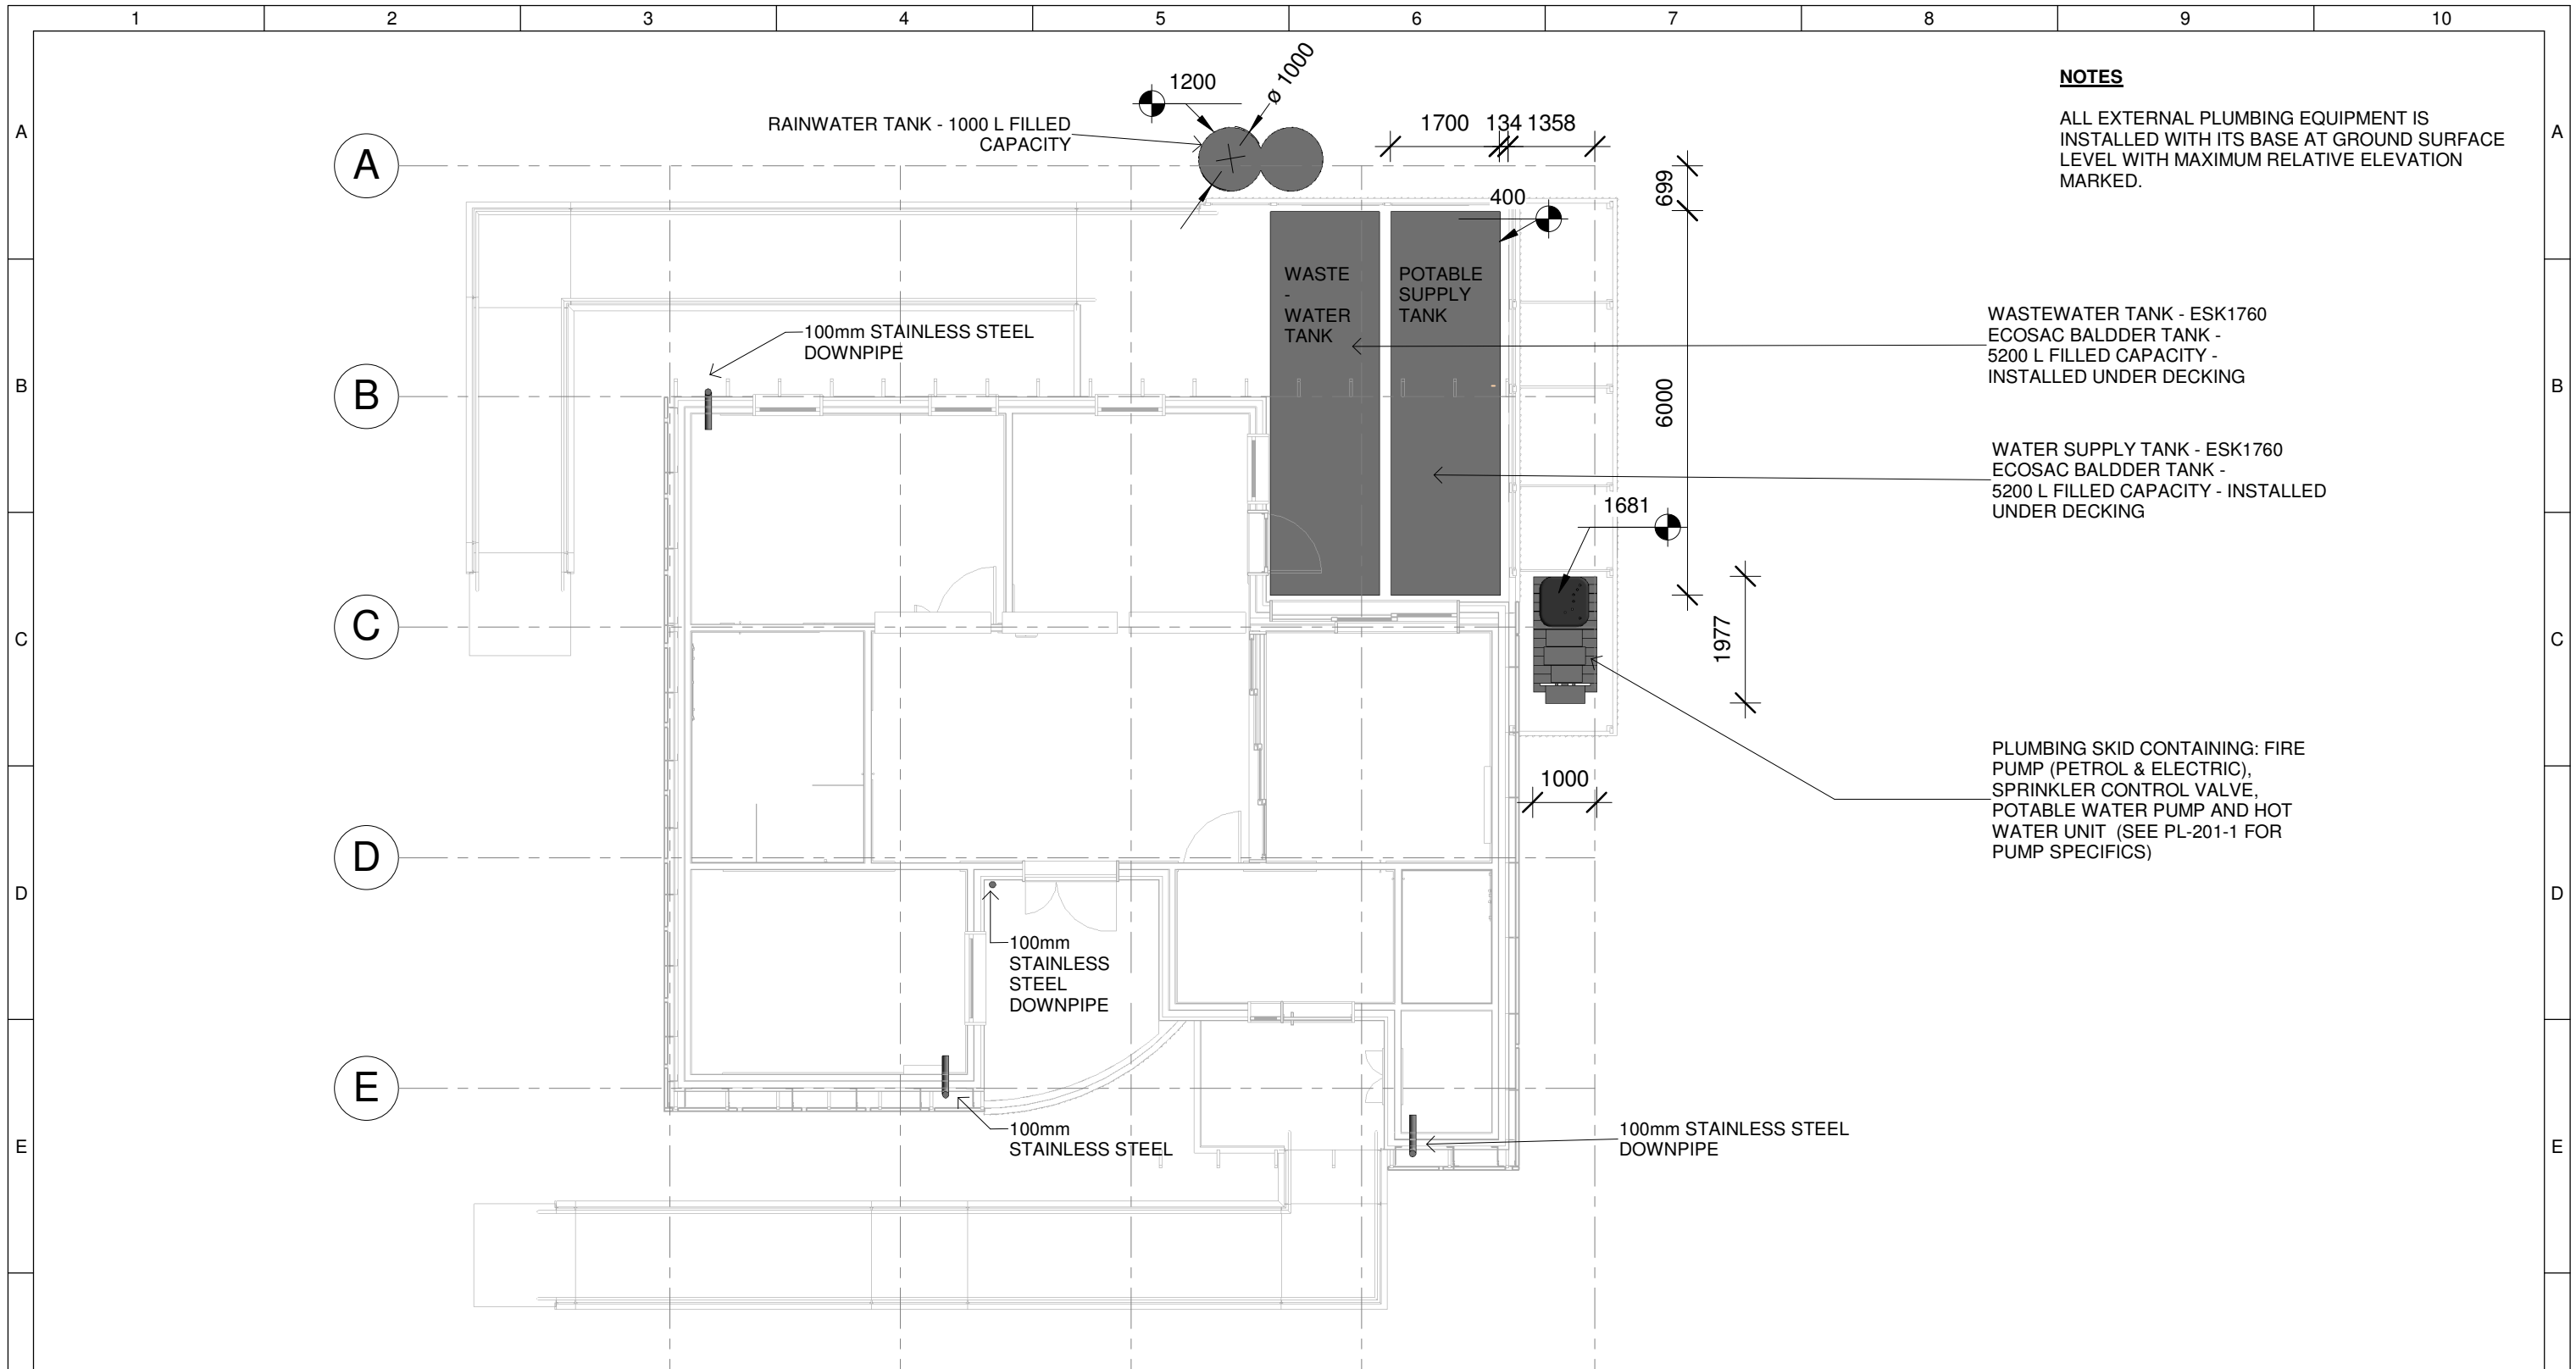 1 2 3 4 5 6 7 8 9 10
A
B
C
D
E
A
B
C
D
E
A
B
C
D
E
1200
ø 1000
RAINWATER TANK - 1000 L FILLED
CAPACITY
1700 134 1358
699
400
6000
WASTE
-
WATER
TANK
POTABLE
SUPPLY
TANK
100mm STAINLESS STEEL
DOWNPIPE
1681
1977
1000
100mm
STAINLESS
STEEL
DOWNPIPE
100mm
STAINLESS STEEL
100mm STAINLESS STEEL
DOWNPIPE
NOTES
ALL EXTERNAL PLUMBING EQUIPMENT IS
INSTALLED WITH ITS BASE AT GROUND SURFACE
LEVEL WITH MAXIMUM RELATIVE ELEVATION
MARKED.
WASTEWATER TANK - ESK1760
ECOSAC BALDDER TANK -
5200 L FILLED CAPACITY -
INSTALLED UNDER DECKING
WATER SUPPLY TANK - ESK1760
ECOSAC BALDDER TANK -
5200 L FILLED CAPACITY - INSTALLED
UNDER DECKING
PLUMBING SKID CONTAINING: FIRE
PUMP (PETROL & ELECTRIC),
SPRINKLER CONTROL VALVE,
POTABLE WATER PUMP AND HOT
WATER UNIT (SEE PL-201-1 FOR
PUMP SPECIFICS)